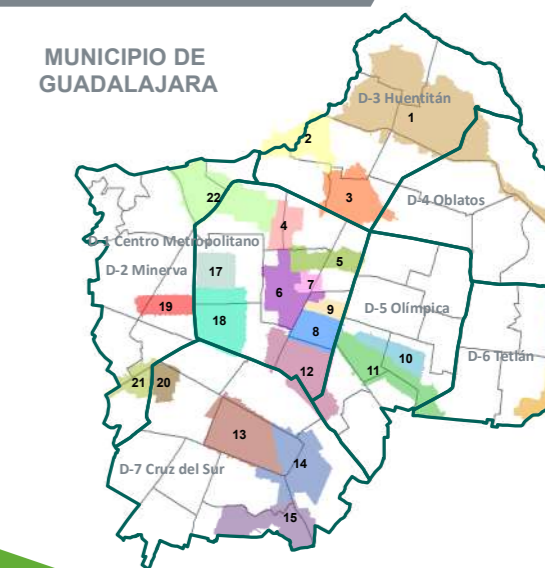 MUNICIPIO DE
GUADALAJARA
D-3 Huentitán
1
2
3
D-4 Oblatos
22
4
D-1 Centro Metropolitano
5
D-2 Minerva
17
6
7
D-5 Olímpica
19
18
9
8
10
D-6 Tetlán
11
12
21
20
13
14
D-7 Cruz del Sur
15